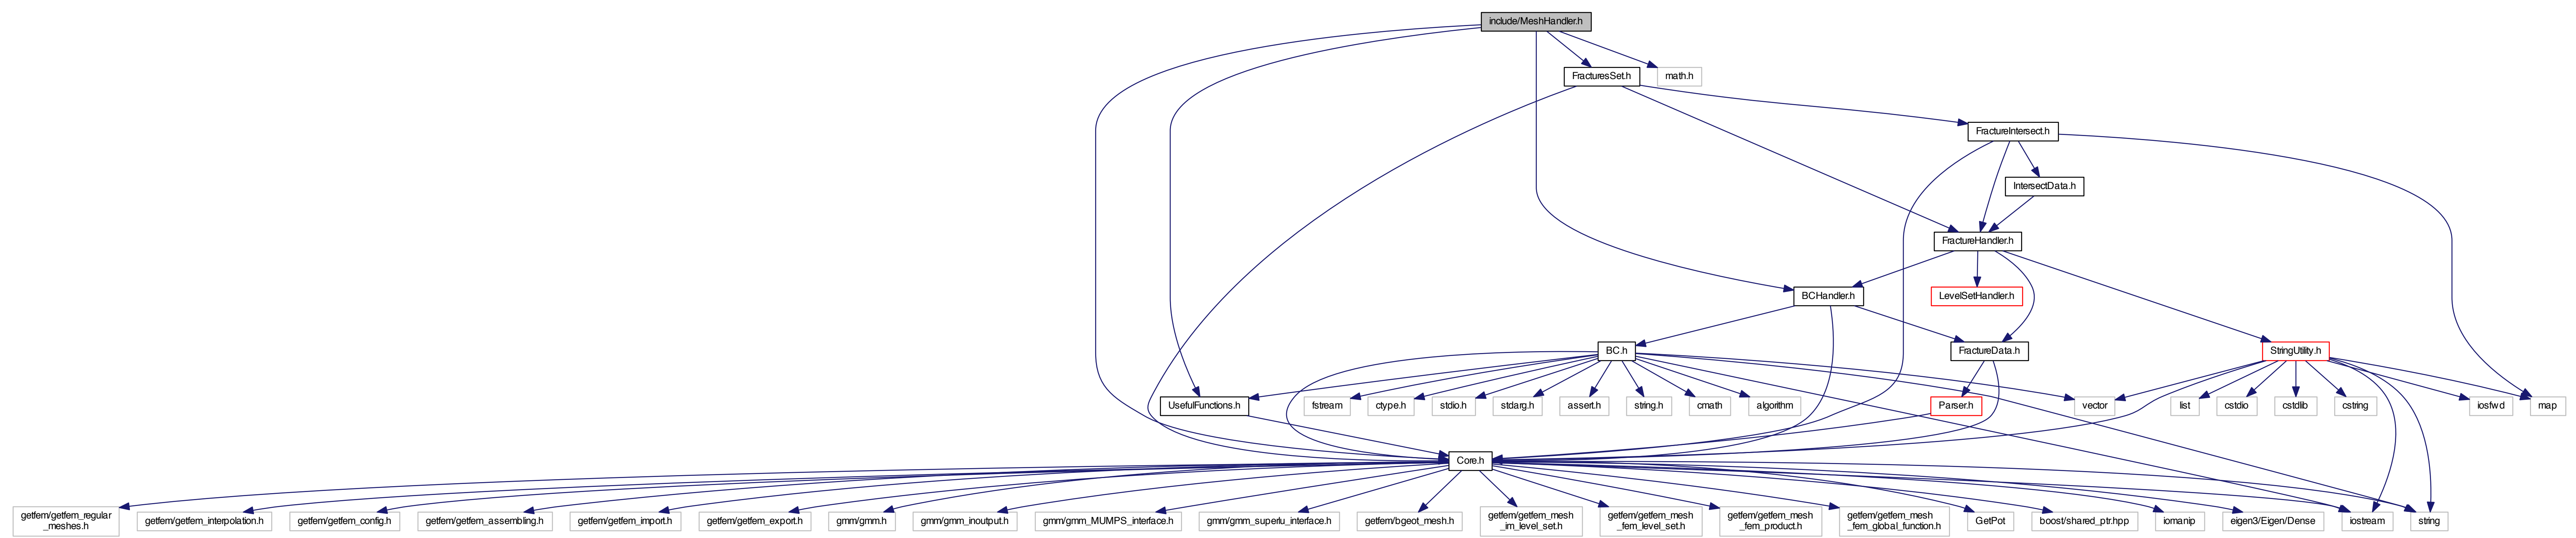 include/MeshHandler.h
FracturesSet.h
math.h
FractureIntersect.h
IntersectData.h
FractureHandler.h
BCHandler.h
LevelSetHandler.h
BC.h
FractureData.h
StringUtility.h
UsefulFunctions.h
fstream
ctype.h
stdio.h
stdarg.h
assert.h
string.h
cmath
algorithm
Parser.h
vector
list
cstdio
cstdlib
cstring
iosfwd
map
Core.h
getfem/getfem_regular
_meshes.h
getfem/getfem_interpolation.h
getfem/getfem_config.h
getfem/getfem_assembling.h
getfem/getfem_import.h
getfem/getfem_export.h
gmm/gmm.h
gmm/gmm_inoutput.h
gmm/gmm_MUMPS_interface.h
gmm/gmm_superlu_interface.h
getfem/bgeot_mesh.h
getfem/getfem_mesh
_im_level_set.h
getfem/getfem_mesh
_fem_level_set.h
getfem/getfem_mesh
_fem_product.h
getfem/getfem_mesh
_fem_global_function.h
GetPot
boost/shared_ptr.hpp
iomanip
eigen3/Eigen/Dense
iostream
string